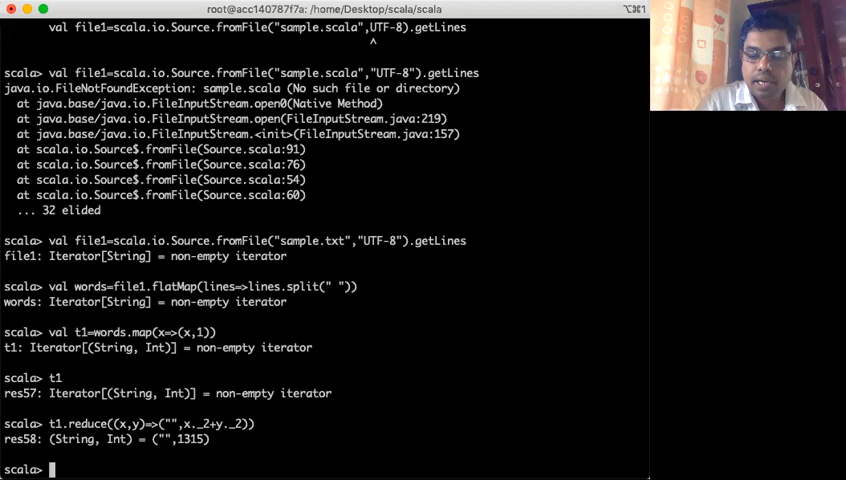 root@acc140787f7a: /home/Desktop/scala/scala
⌥⌘1
val file1=scala.io.Source.fromFile("sample.scala",UTF-8).getLines
^
scala> val file1=scala.io.Source.fromFile("sample.scala","UTF-8").getLines
java.io.FileNotFoundException: sample.scala (No such file or directory)
at java.base/java.io.FileInputStream.open0(Native Method)
at java.base/java.io.FileInputStream.open(FileInputStream.java:219)
at java.base/java.io.FileInputStream.<init>(FileInputStream.java:157)
at scala.io.Source$.fromFile(Source.scala:91)
at scala.io.Source$.fromFile(Source.scala:76)
at scala.io.Source$.fromFile(Source.scala:54)
at scala.io.Source$.fromFile(Source.scala:60)
... 32 elided
scala> val file1=scala.io.Source.fromFile("sample.txt","UTF-8").getLines
file1: Iterator[String] = non-empty iterator
scala> val words=file1.flatMap(lines=>lines.split(" "))
words: Iterator[String] = non-empty iterator
scala> val t1=words.map(x=>(x,1))
t1: Iterator[(String, Int)] = non-empty iterator
scala> t1
res57: Iterator[(String, Int)] = non-empty iterator
scala> t1.reduce((x,y)=>("",x._2+y._2))
res58: (String, Int) = ("",1315)
scala>